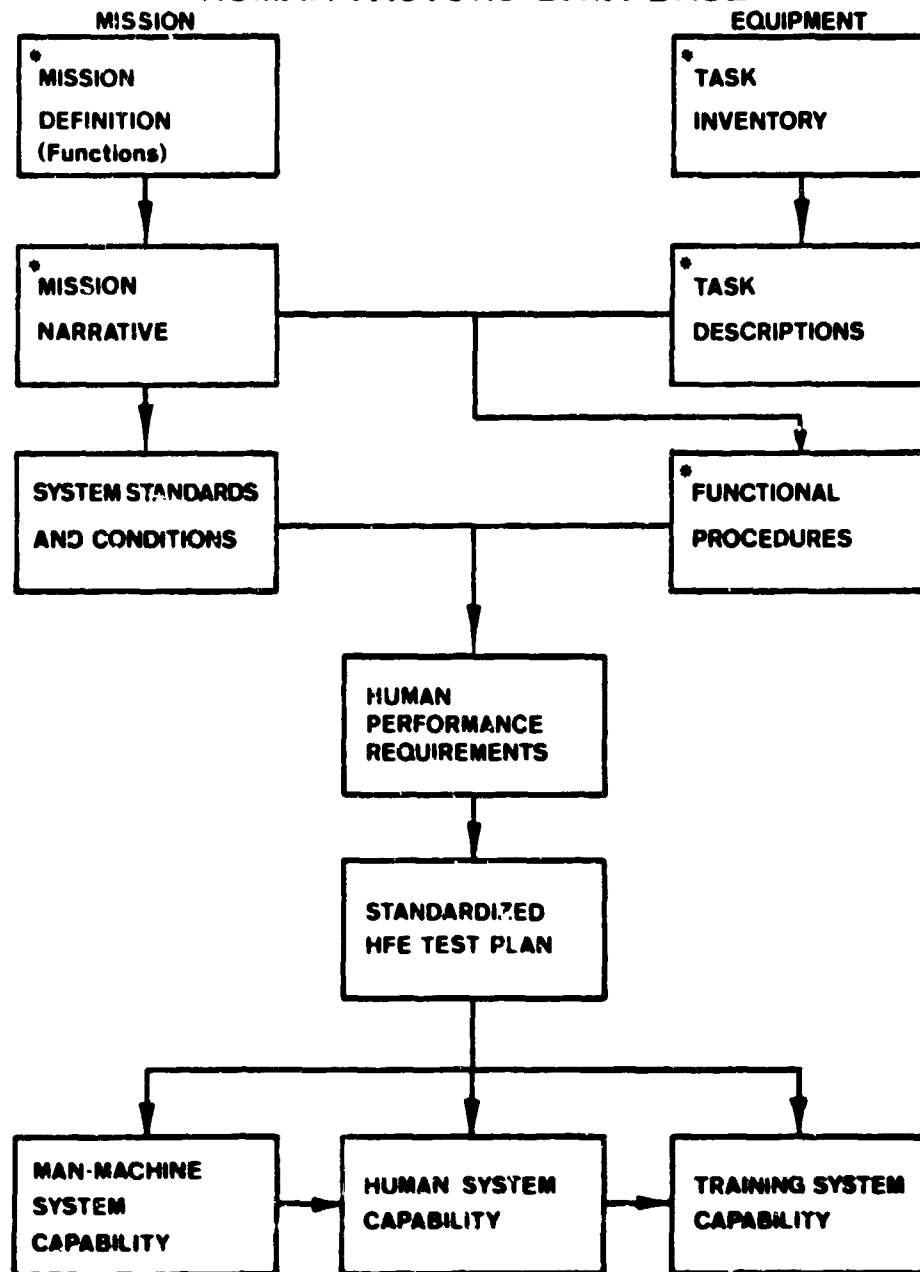 MISSION
EQUIPMENT
*
MISSION
DEFINITION
(Functions)
*
TASK
INVENTORY
*
MISSION
NARRATIVE
*
TASK
DESCRIPTIONS
SYSTEM STANDARDS
AND CONDITIONS
*
FUNCTIONAL
PROCEDURES
HUMAN
PERFORMANCE
REQUIREMENTS
STANDARDIZED
HFE TEST PLAN
MAN-MACHINE
SYSTEM
CAPABILITY
HUMAN SYSTEM
CAPABILITY
TRAINING SYSTEM
CAPABILITY